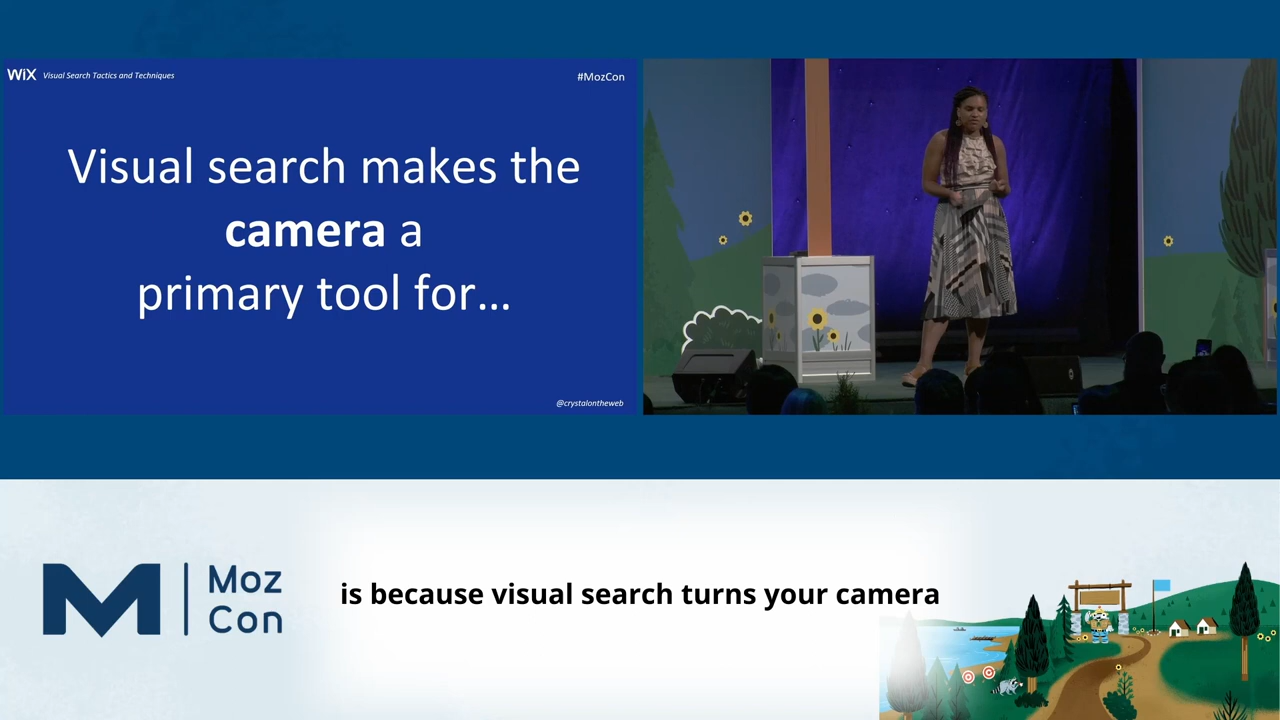 WiX Visual Search Tactics and Techniques
#MozCon
Visual search makes the
camera a
primary tool for…
@crystalontheweb
M | Moz
Con
is because visual search turns your camera